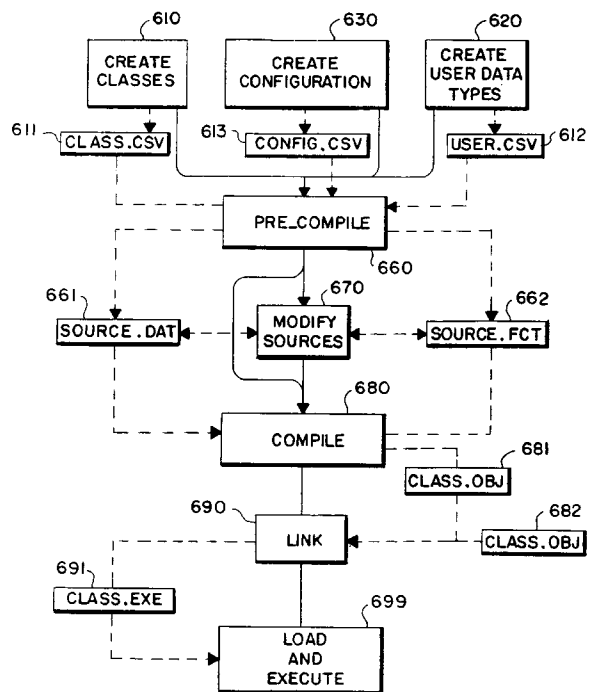 610
630
620
CREATE
CLASSES
CREATE
CONFIGURATION
CREATE
USER DATA
TYPES
611
CLASS.CSV
613
CONFIG.CSV
USER.CSV
612
PRE_COMPILE
660
661
SOURCE.DAT
670
MODIFY
SOURCES
662
SOURCE.FCT
680
COMPILE
681
CLASS.OBJ
690
LINK
682
CLASS.OBJ
691
CLASS.EXE
699
LOAD
AND
EXECUTE